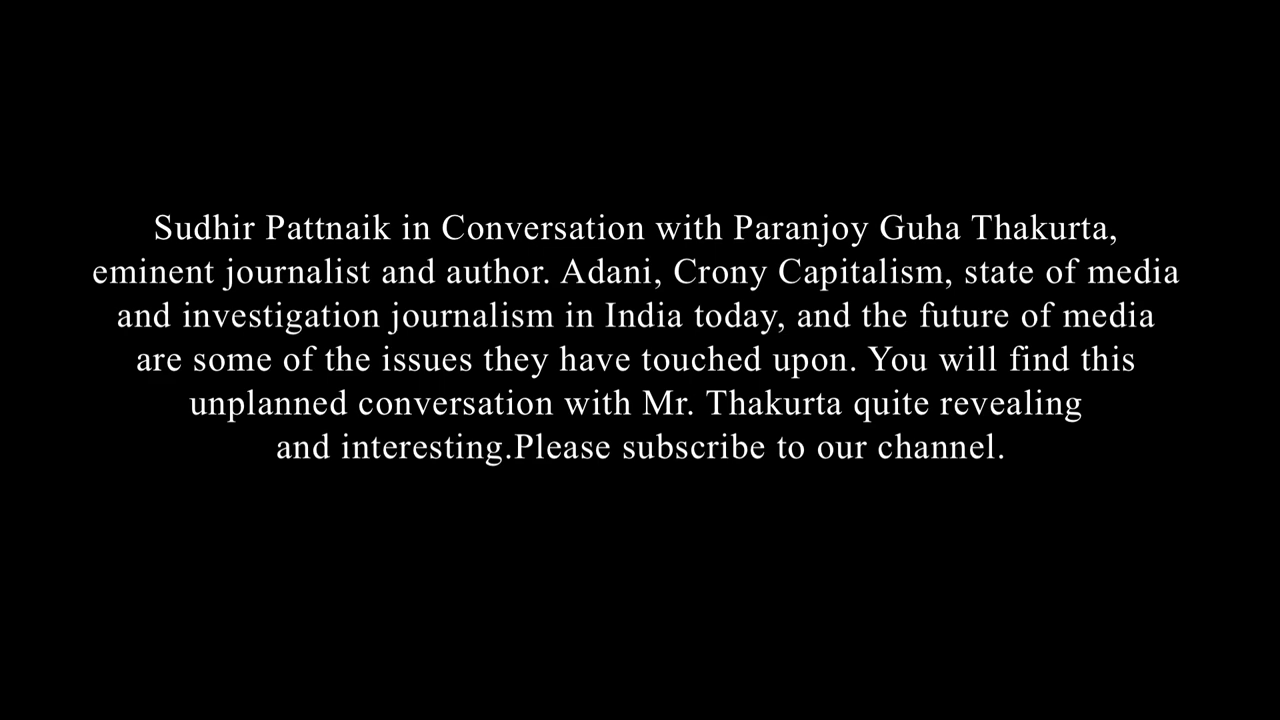 Sudhir Pattnaik in Conversation with Paranjoy Guha Thakurta,
eminent journalist and author. Adani, Crony Capitalism, state of media
and investigation journalism in India today, and the future of media
are some of the issues they have touched upon. You will find this
unplanned conversation with Mr. Thakurta quite revealing
and interesting.Please subscribe to our channel.